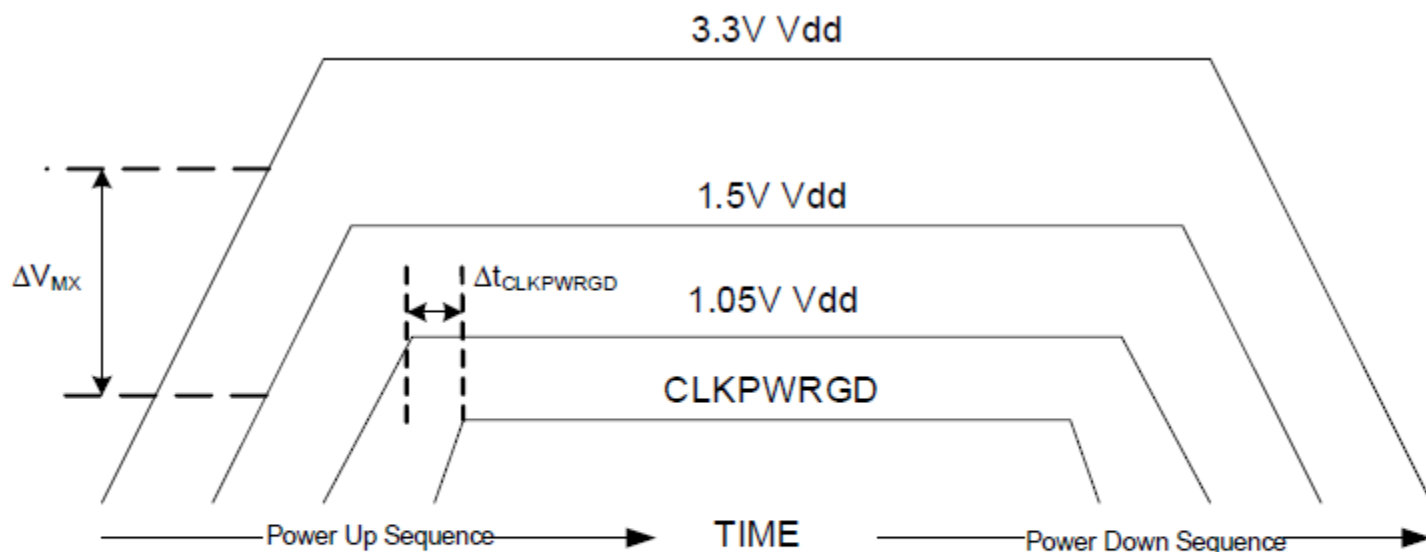 3.3V Vdd
1.5V Vdd
ΔV_MX
Δt_CLKPWRGD
1.05V Vdd
CLKPWRGD
Power Up Sequence
TIME
Power Down Sequence